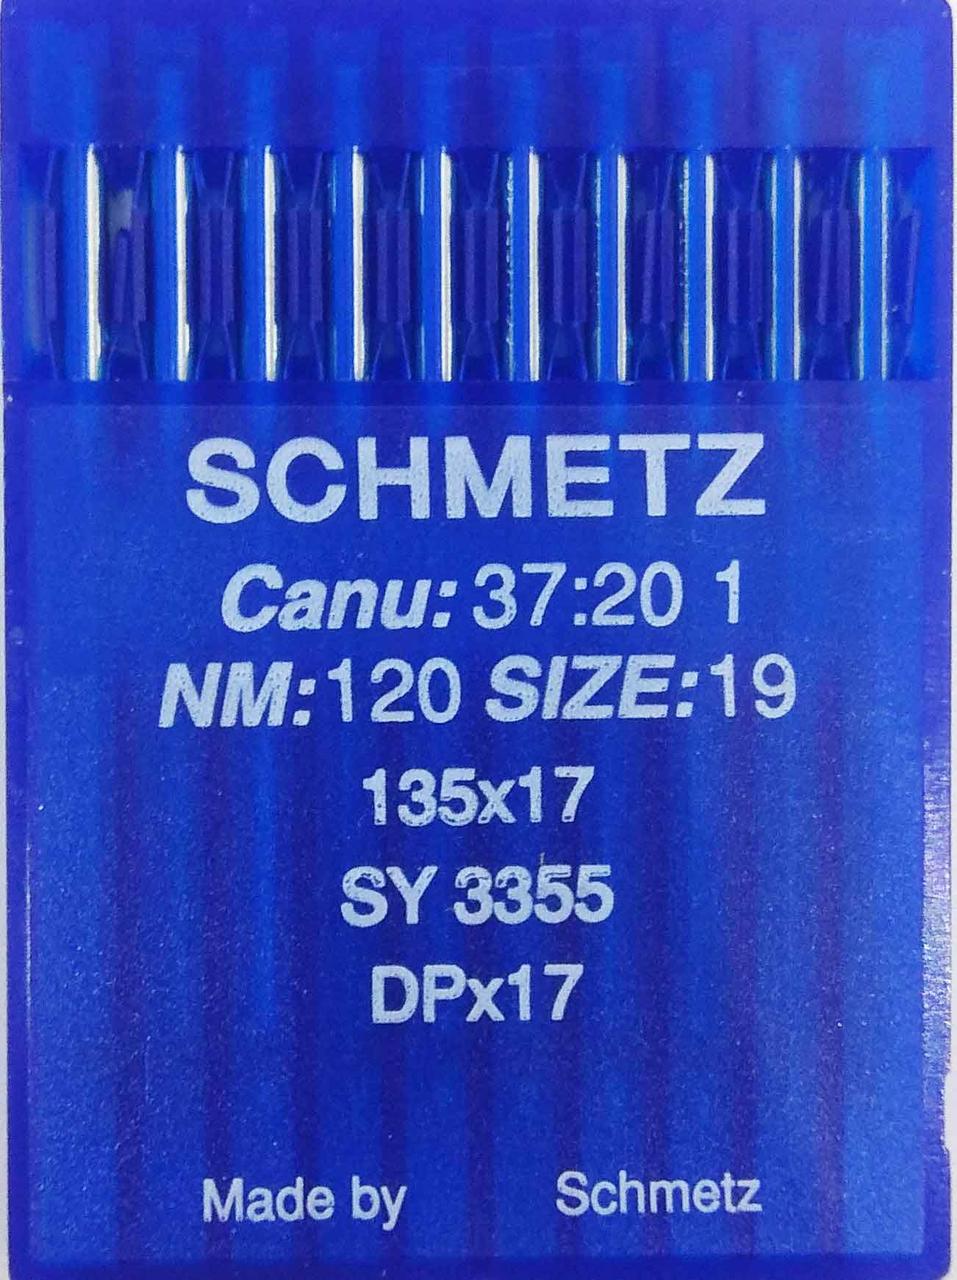 SCHMETZ
Canu: 37:20 1
NM:120 SIZE:19
135x17
SY 3355
DPx17
Made by Schmetz